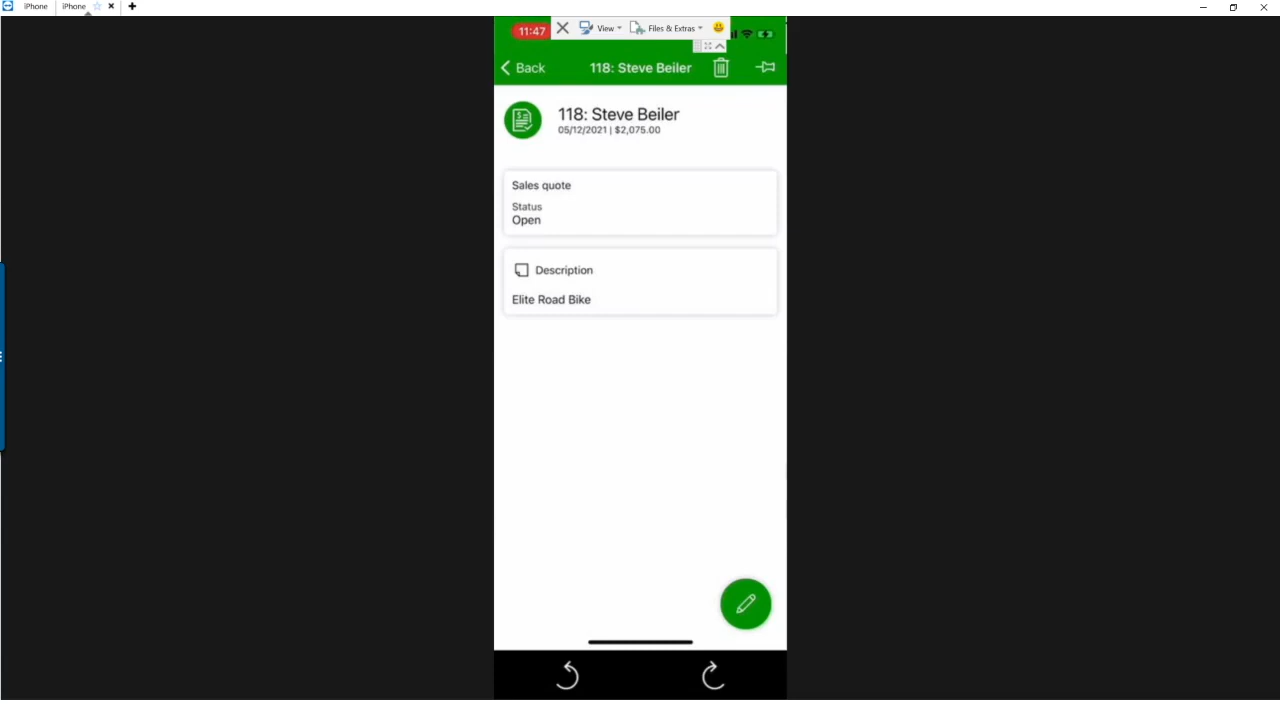 iPhone
iPhone
11:47
View
Files & Extras
Back
118: Steve Beiler
118: Steve Beiler
05/12/2021 | $2,075.00
Sales quote
Status
Open
Description
Elite Road Bike